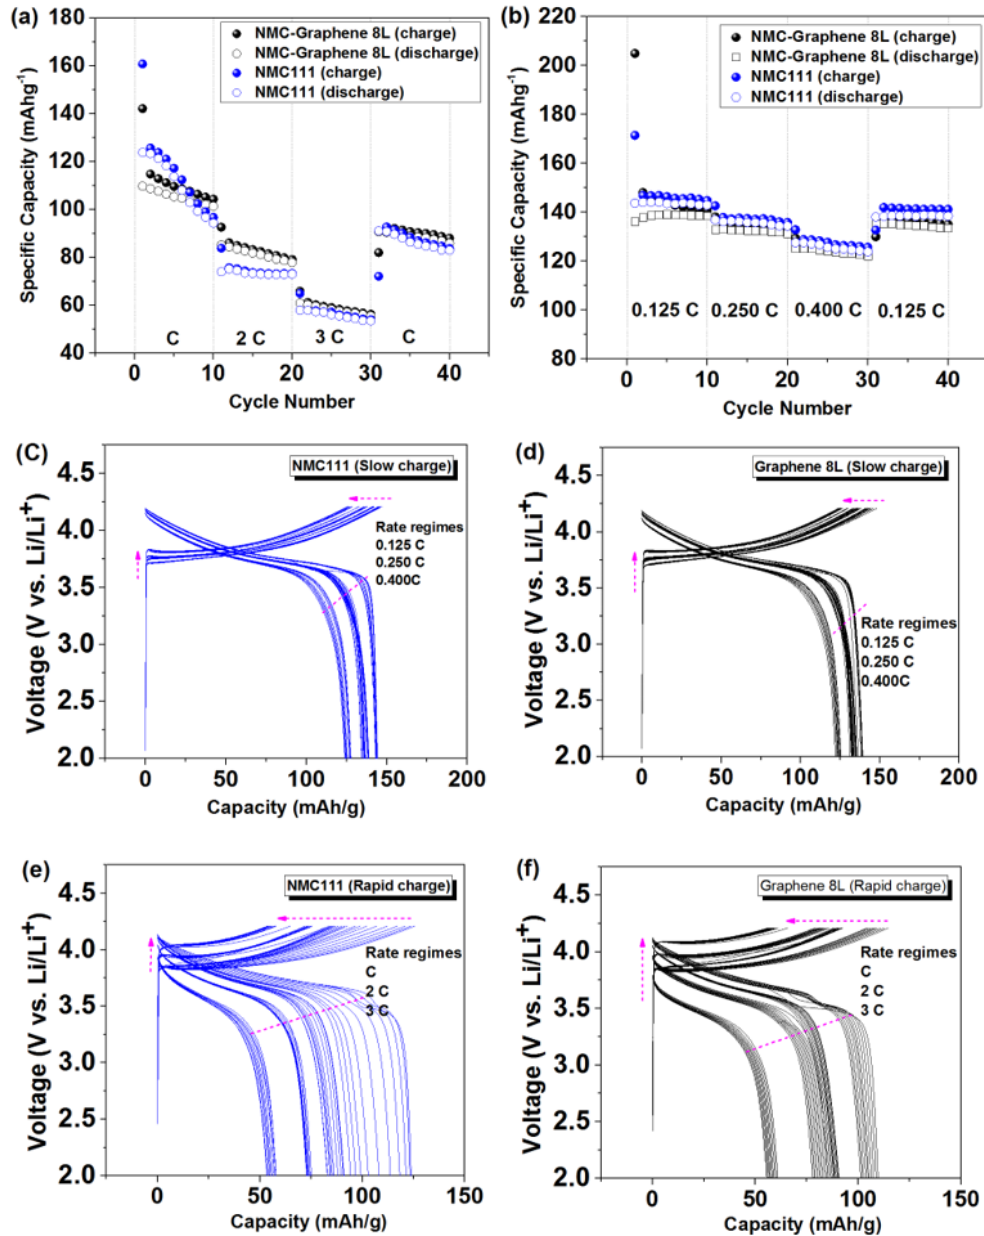 (a)
Specific Capacity (mAhg-1)
160
140
120
100
80
60
40
NMC-Graphene 8L (charge)
NMC-Graphene 8L (discharge)
NMC111 (charge)
NMC111 (discharge)
C
2 C
3 C
C
0
10
20
30
40
Cycle Number
(b)
Specific Capacity (mAhg-1)
220
200
180
160
140
120
100
80
NMC-Graphene 8L (charge)
NMC-Graphene 8L (discharge)
NMC111 (charge)
NMC111 (discharge)
0.125 C
0.250 C
0.400 C
0.125 C
0
10
20
30
40
Cycle Number
(C)
Voltage (V vs. Li/Li+)
4.5
4.0
3.5
3.0
2.5
2.0
NMC111 (Slow charge)
Rate regimes
0.125 C
0.250 C
0.400C
0
50
100
150
200
Capacity (mAh/g)
(d)
Voltage (V vs. Li/Li+)
4.5
4.0
3.5
3.0
2.5
2.0
Graphene 8L (Slow charge)
Rate regimes
0.125 C
0.250 C
0.400C
0
50
100
150
200
Capacity (mAh/g)
(e)
Voltage (V vs. Li/Li+)
4.5
4.0
3.5
3.0
2.5
2.0
NMC111 (Rapid charge)
Rate regimes
C
2 C
3 C
0
50
100
150
Capacity (mAh/g)
(f)
Voltage (V vs. Li/Li+)
4.5
4.0
3.5
3.0
2.5
2.0
Graphene 8L (Rapid charge)
Rate regimes
C
2 C
3 C
0
50
100
150
Capacity (mAh/g)